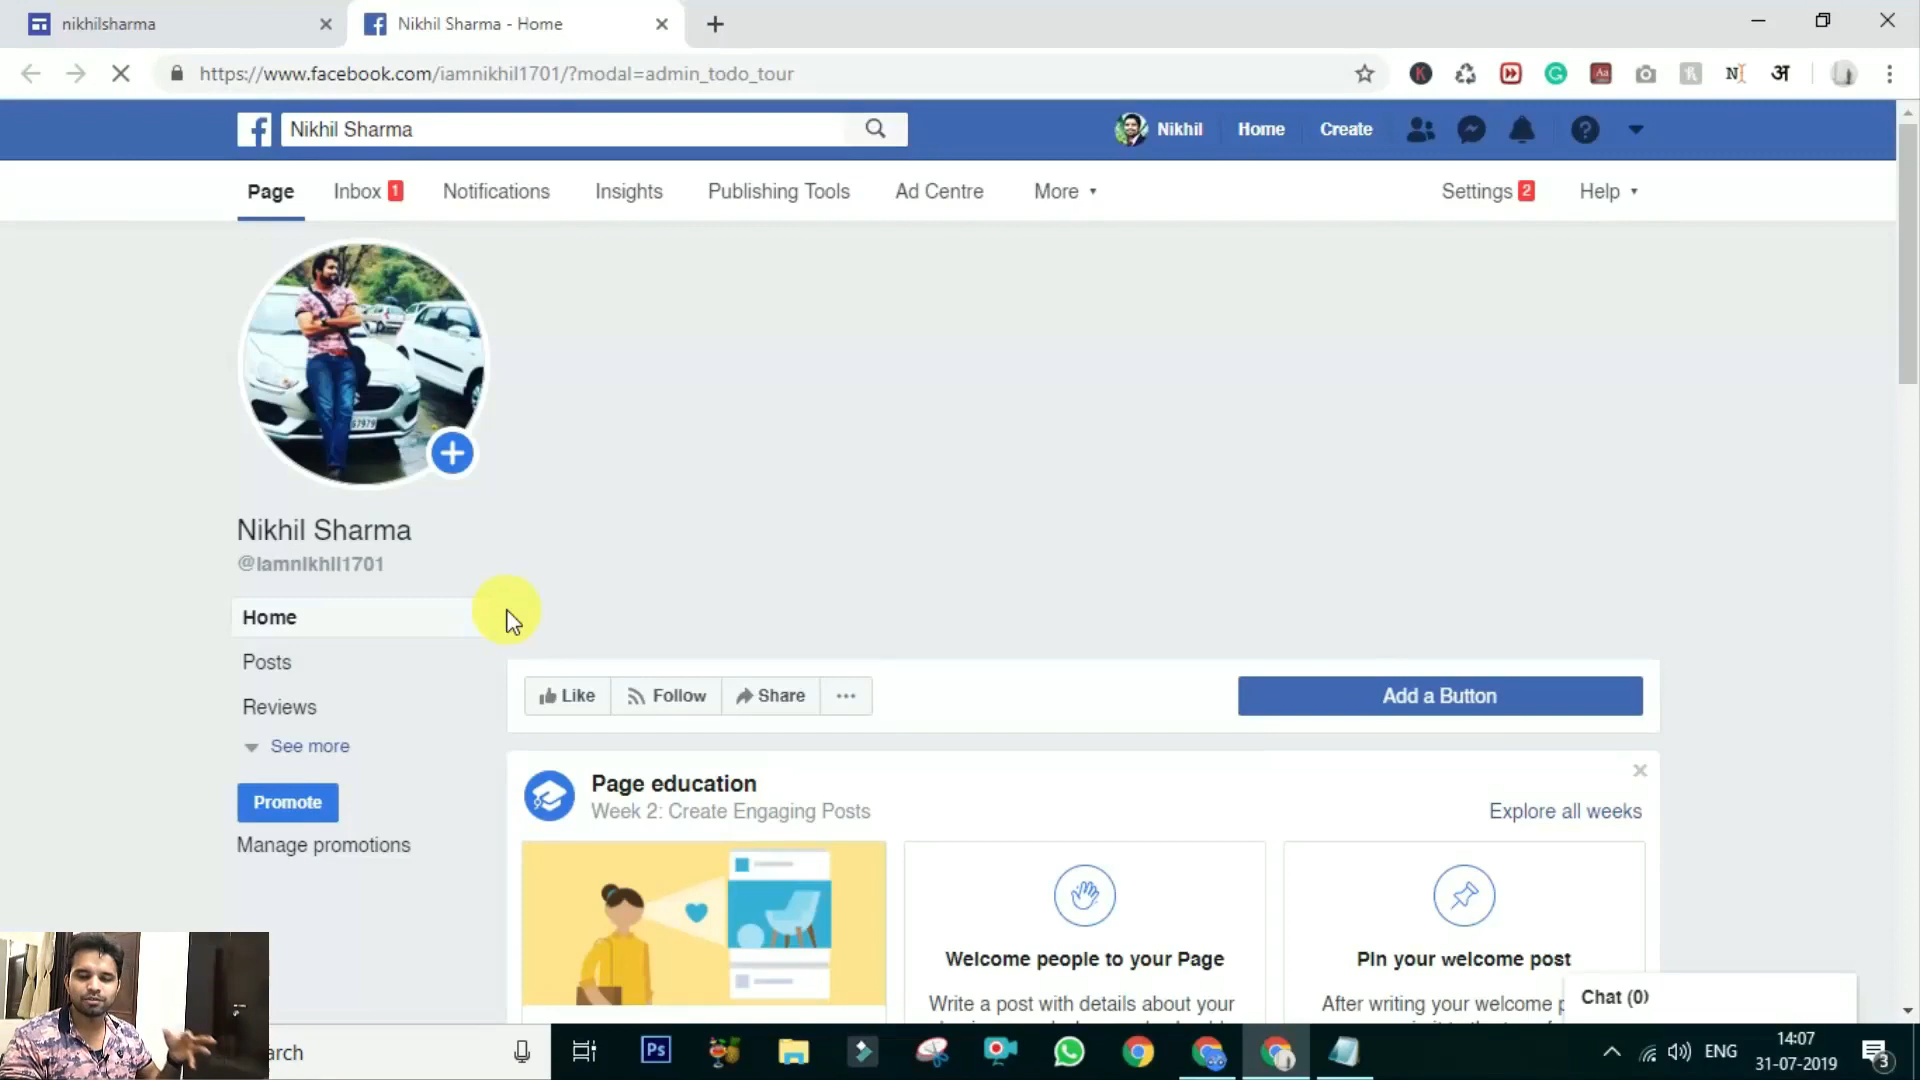 nikhilsharma
Nikhil Sharma - Home
https://www.facebook.com/iamnikhil1701/?modal=admin_todo_tour
Nikhil Sharma
Nikhil
Home
Create
Page
Inbox 1
Notifications
Insights
Publishing Tools
Ad Centre
More
Settings 2
Help
7979
Nikhil Sharma
@iamnikhil1701
Home
Posts
Reviews
See more
Promote
Manage promotions
Like
Follow
Share
Add a Button
Page education
Week 2: Create Engaging Posts
Explore all weeks
Welcome people to your Page
Write a post with details about your
Pin your welcome post
After writing your welcome
Chat (0)
arch
Ps
ENG
14:07
31-07-2019
3